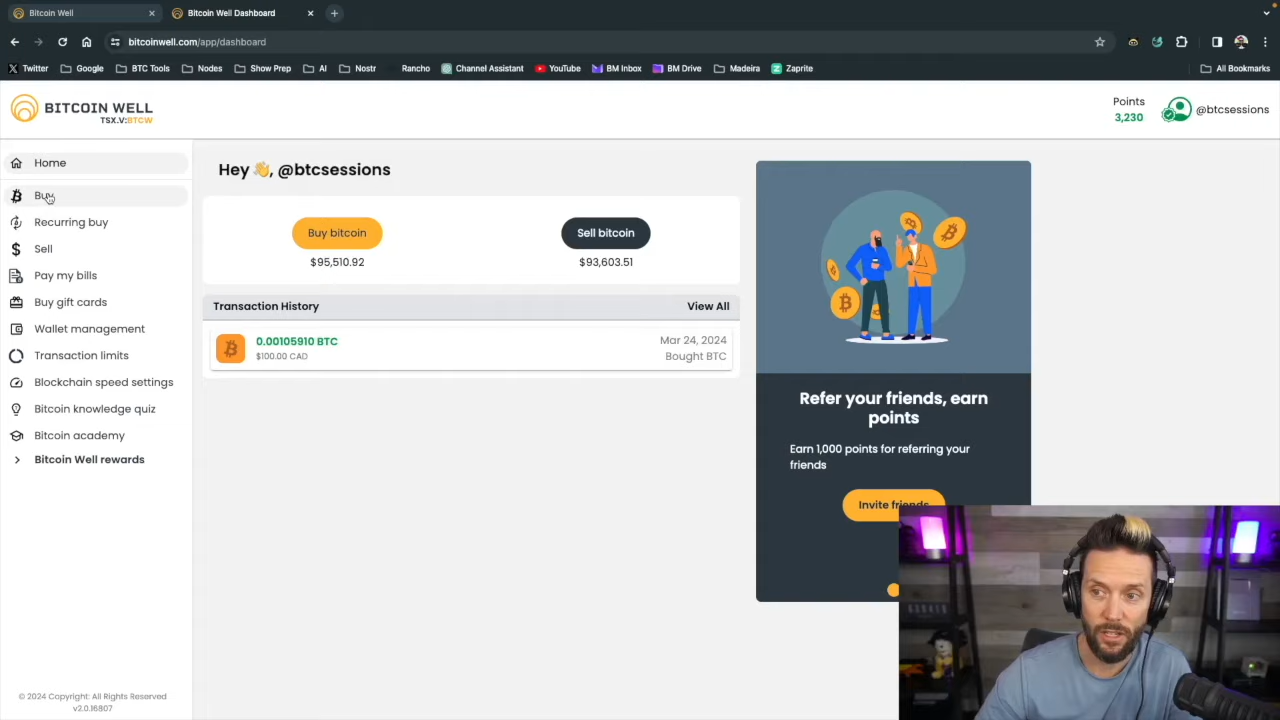 Bitcoin Well
Bitcoin Well Dashboard
bitcoinwell.com/app/dashboard
Twitter Google BTC Tools Nodes Show Prep AI Nostr Rancho Channel Assistant YouTube BM Inbox BM Drive Madeira Zaprite All Bookmarks
BITCOIN WELL
TSX.V:BTCW
Points
3,230
@btcsessions
Home
Buy
Recurring buy
Sell
Pay my bills
Buy gift cards
Wallet management
Transaction limits
Blockchain speed settings
Bitcoin knowledge quiz
Bitcoin academy
Bitcoin Well rewards
© 2024 Copyright: All Rights Reserved
v2.0.16807
Hey 👋, @btcsessions
Buy bitcoin
$95,510.92
Sell bitcoin
$93,603.51
Transaction History View All
0.00105910 BTC
$100.00 CAD
Mar 24, 2024
Bought BTC
Refer your friends, earn
points
Earn 1,000 points for referring your
friends
Invite friends